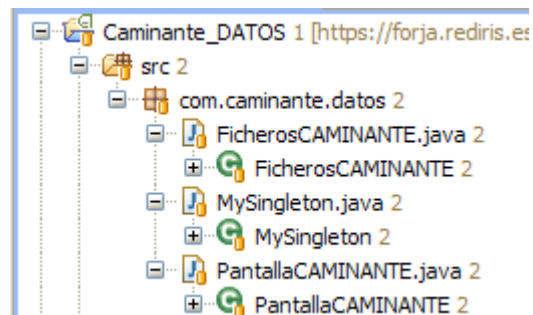 Caminante_DATOS 1 [https://forja.rediris.es
src 2
com.caminante.datos 2
FicherosCAMINANTE.java 2
FicherosCAMINANTE 2
MySingleton.java 2
MySingleton 2
PantallaCAMINANTE.java 2
PantallaCAMINANTE 2